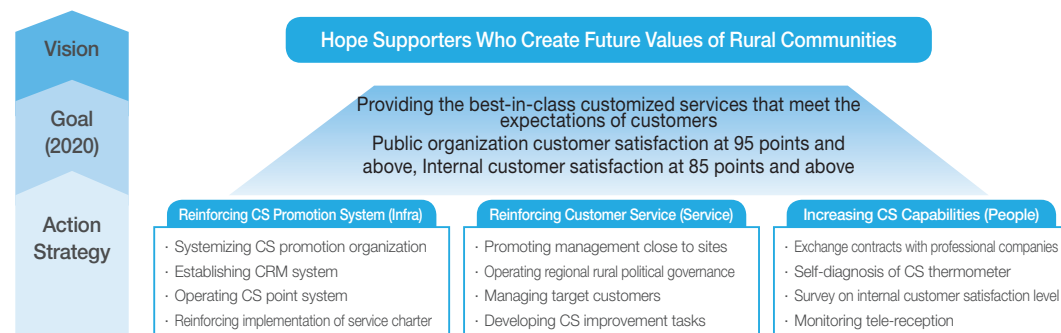 Vision
Hope Supporters Who Create Future Values of Rural Communities
Goal
(2020)
Providing the best-in-class customized services that meet the
expectations of customers
Public organization customer satisfaction at 95 points and
above, Internal customer satisfaction at 85 points and above
Action
Strategy
Reinforcing CS Promotion System (Infra)
· Systemizing CS promotion organization
· Establishing CRM system
· Operating CS point system
· Reinforcing implementation of service charter
Reinforcing Customer Service (Service)
· Promoting management close to sites
· Operating regional rural political governance
· Managing target customers
· Developing CS improvement tasks
Increasing CS Capabilities (People)
· Exchange contracts with professional companies
· Self-diagnosis of CS thermometer
· Survey on internal customer satisfaction level
· Monitoring tele-reception